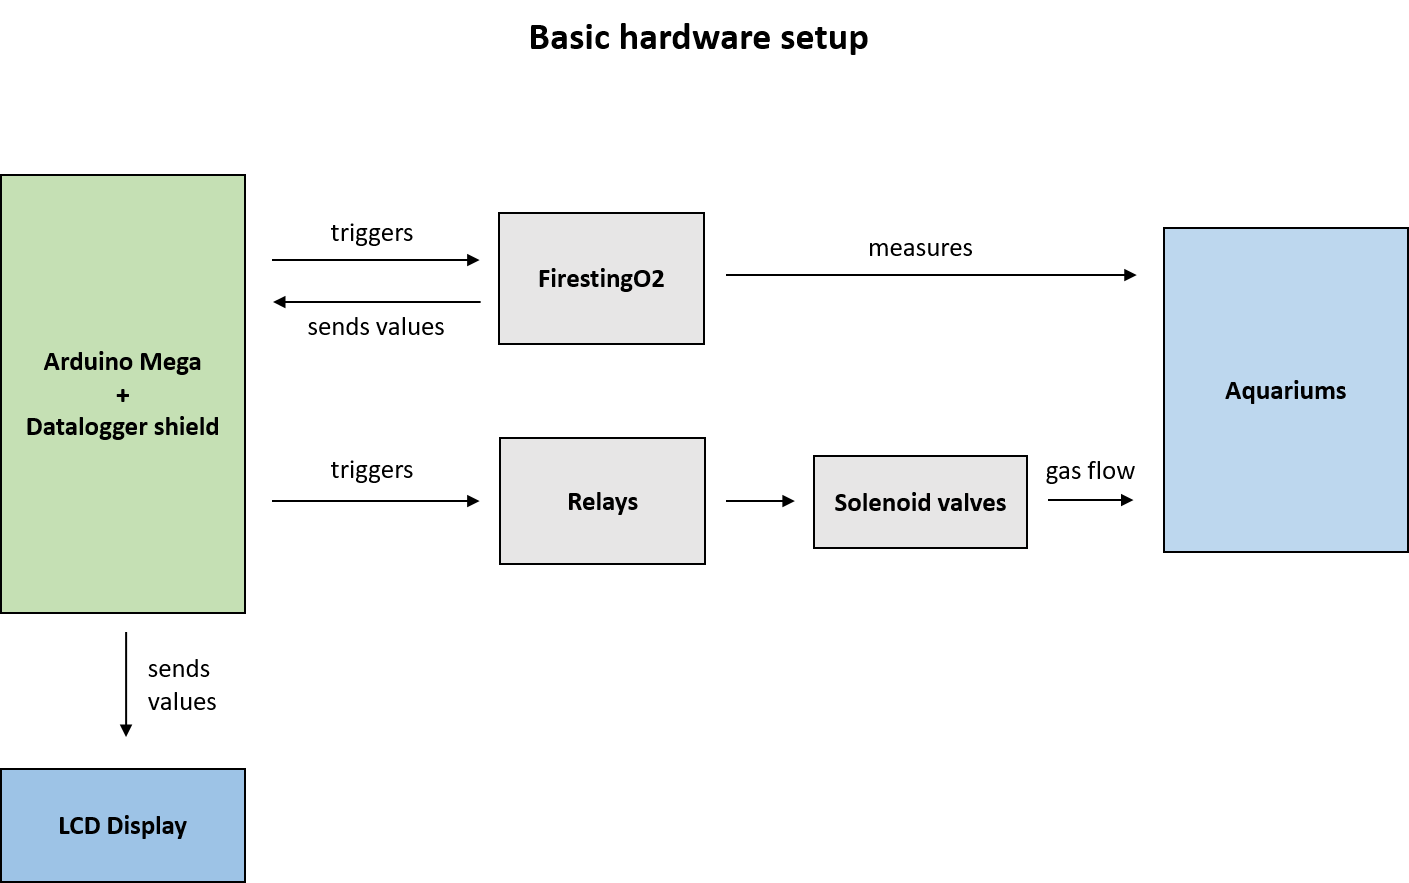 Basic hardware setup
triggers
FirestingO2
measures
sends values
Arduino Mega
+
Datalogger shield
Aquariums
triggers
Relays
Solenoid valves
gas flow
sends
values
LCD Display